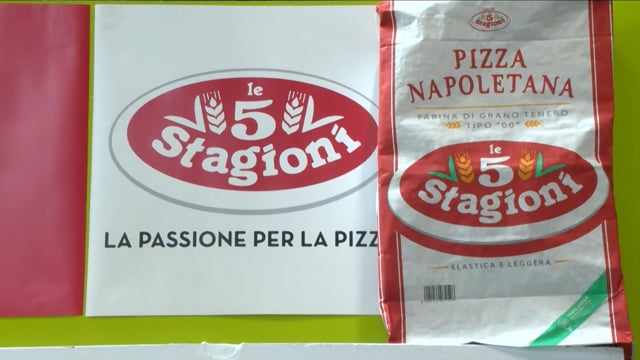 le
5
Stagioni
LA PASSIONE PER LA PIZZ
5
Stagioni
PIZZA
NAPOLETANA
FARINA DI GRANO TENERO
TIPO "00"
le
5
Stagioni
ELASTICA E LEGGERA